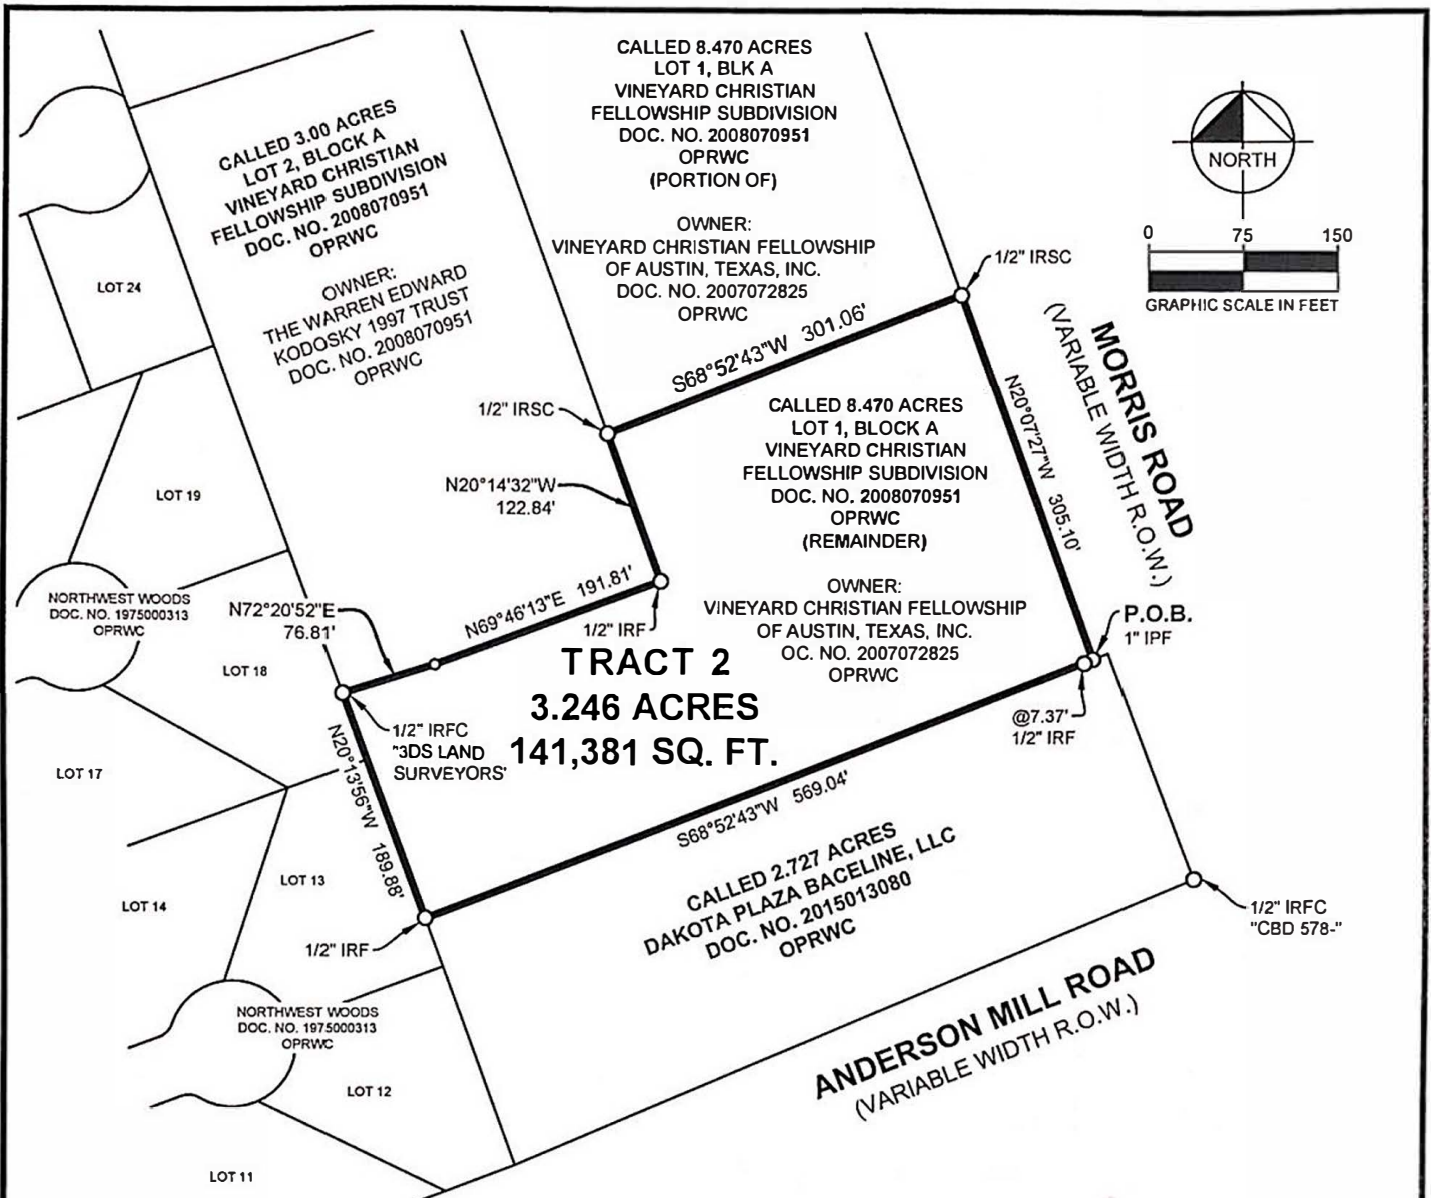 CALLED 8.470 ACRES
LOT 1, BLK A
VINEYARD CHRISTIAN
FELLOWSHIP SUBDIVISION
DOC. NO. 2008070951
OPRWC
(PORTION OF)
OWNER:
VINEYARD CHRISTIAN FELLOWSHIP
OF AUSTIN, TEXAS, INC.
DOC. NO. 2007072825
OPRWC
NORTH
0 75 150
GRAPHIC SCALE IN FEET
CALLED 3.00 ACRES
LOT 2, BLOCK A
VINEYARD CHRISTIAN
FELLOWSHIP SUBDIVISION
DOC. NO. 2008070951
OPRWC
OWNER:
THE WARREN EDWARD
KODOSKY 1997 TRUST
DOC. NO. 2008070951
OPRWC
LOT 24
1/2" IRSC
S68°52'43"W 301.06'
MORRIS ROAD
(VARIABLE WIDTH R.O.W.)
N20°07'27"W 305.10'
1/2" IRSC
CALLED 8.470 ACRES
LOT 1, BLOCK A
VINEYARD CHRISTIAN
FELLOWSHIP SUBDIVISION
DOC. NO. 2008070951
OPRWC
(REMAINDER)
OWNER:
VINEYARD CHRISTIAN FELLOWSHIP
OF AUSTIN, TEXAS, INC.
OC. NO. 2007072825
OPRWC
N20°14'32"W
122.84'
LOT 19
NORTHWEST WOODS
DOC. NO. 1975000313
OPRWC
N72°20'52"E
76.81'
N69°46'13"E 191.81'
1/2" IRF
P.O.B.
1" IPF
LOT 18
TRACT 2
3.246 ACRES
141,381 SQ. FT.
@7.37'
1/2" IRF
1/2" IRFC
"3DS LAND
SURVEYORS'
N20°13'56"W 189.88'
LOT 17
S68°52'43"W 569.04'
CALLED 2.727 ACRES
DAKOTA PLAZA BACELINE, LLC
DOC. NO. 2015013080
OPRWC
LOT 13
LOT 14
1/2" IRF
1/2" IRFC
"CBD 578-"
ANDERSON MILL ROAD
(VARIABLE WIDTH R.O.W.)
NORTHWEST WOODS
DOC. NO. 1975000313
OPRWC
LOT 12
LOT 11